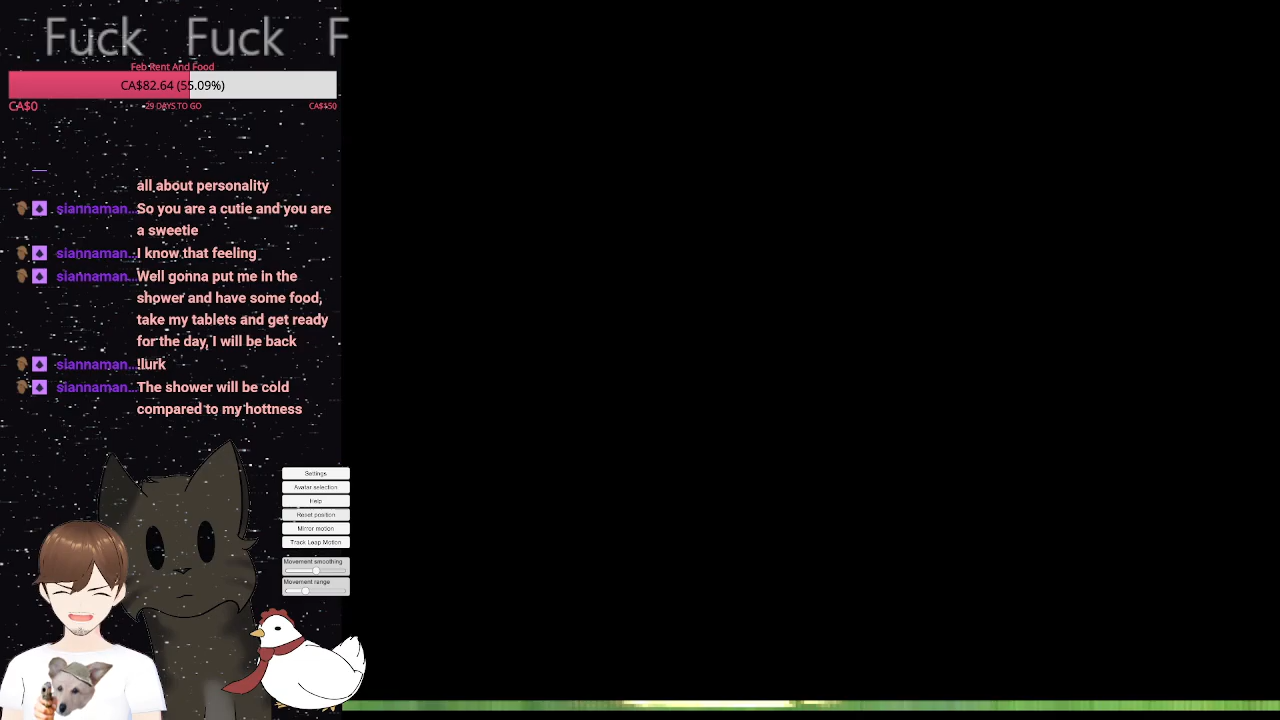 Fuck Fuck F
Feb Rent And Food
CA$82.64 (55.09%)
CA$0 29 DAYS TO GO CA$150
all about personality
siannaman... So you are a cutie and you are
a sweetie
siannaman... I know that feeling
siannaman... Well gonna put me in the
shower and have some food,
take my tablets and get ready
for the day, I will be back
siannaman... !lurk
siannaman... The shower will be cold
compared to my hottness
Settings
Avatar selection
Help
Reset position
Mirror motion
Track Leap Motion
Movement smoothing
Movement range